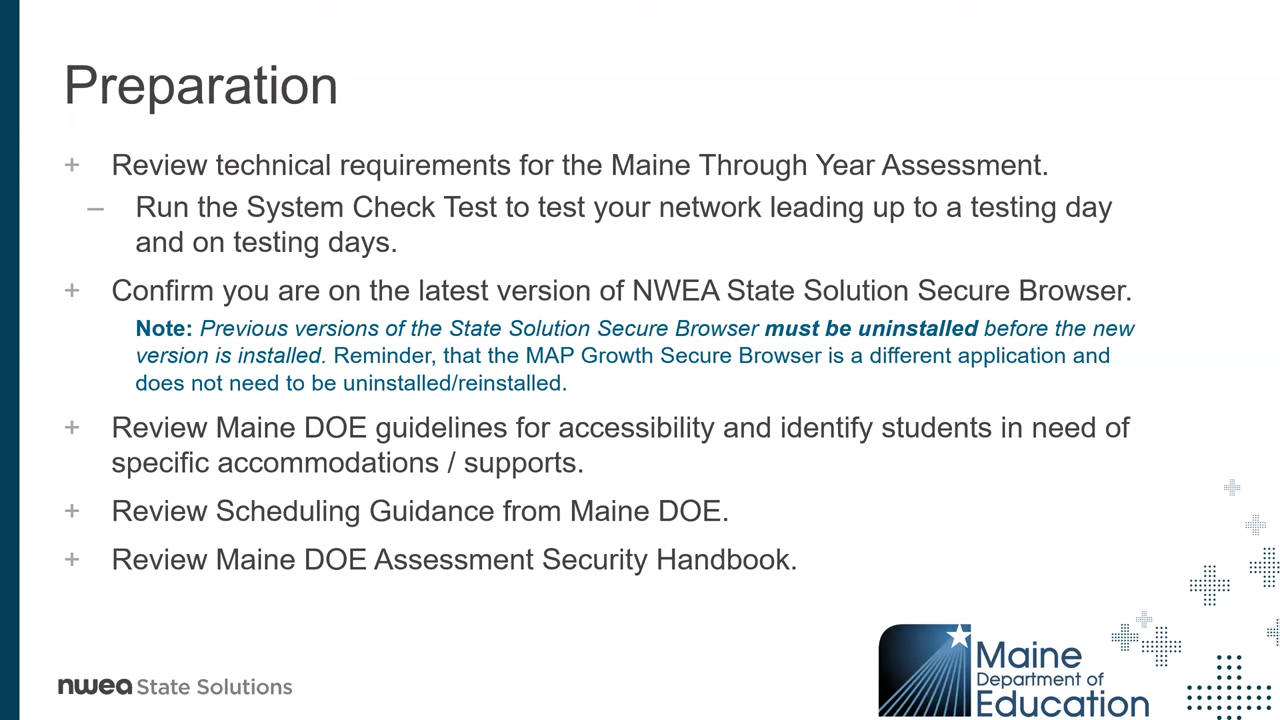 Preparation
+ Review technical requirements for the Maine Through Year Assessment.
– Run the System Check Test to test your network leading up to a testing day
and on testing days.
+ Confirm you are on the latest version of NWEA State Solution Secure Browser.
Note: Previous versions of the State Solution Secure Browser must be uninstalled before the new
version is installed. Reminder, that the MAP Growth Secure Browser is a different application and
does not need to be uninstalled/reinstalled.
+ Review Maine DOE guidelines for accessibility and identify students in need of
specific accommodations / supports.
+ Review Scheduling Guidance from Maine DOE.
+ Review Maine DOE Assessment Security Handbook.
nwea State Solutions
Maine
Department of
Education